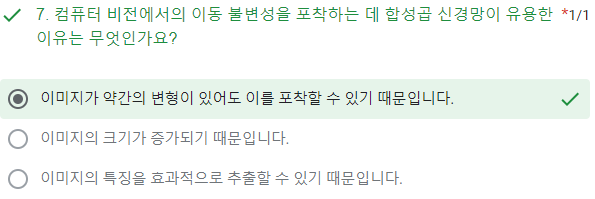 7. 컴퓨터 비전에서의 이동 불변성을 포착하는 데 합성곱 신경망이 유용한 *1/1
이유는 무엇인가요?
이미지가 약간의 변형이 있어도 이를 포착할 수 있기 때문입니다.
이미지의 크기가 증가되기 때문입니다.
이미지의 특징을 효과적으로 추출할 수 있기 때문입니다.